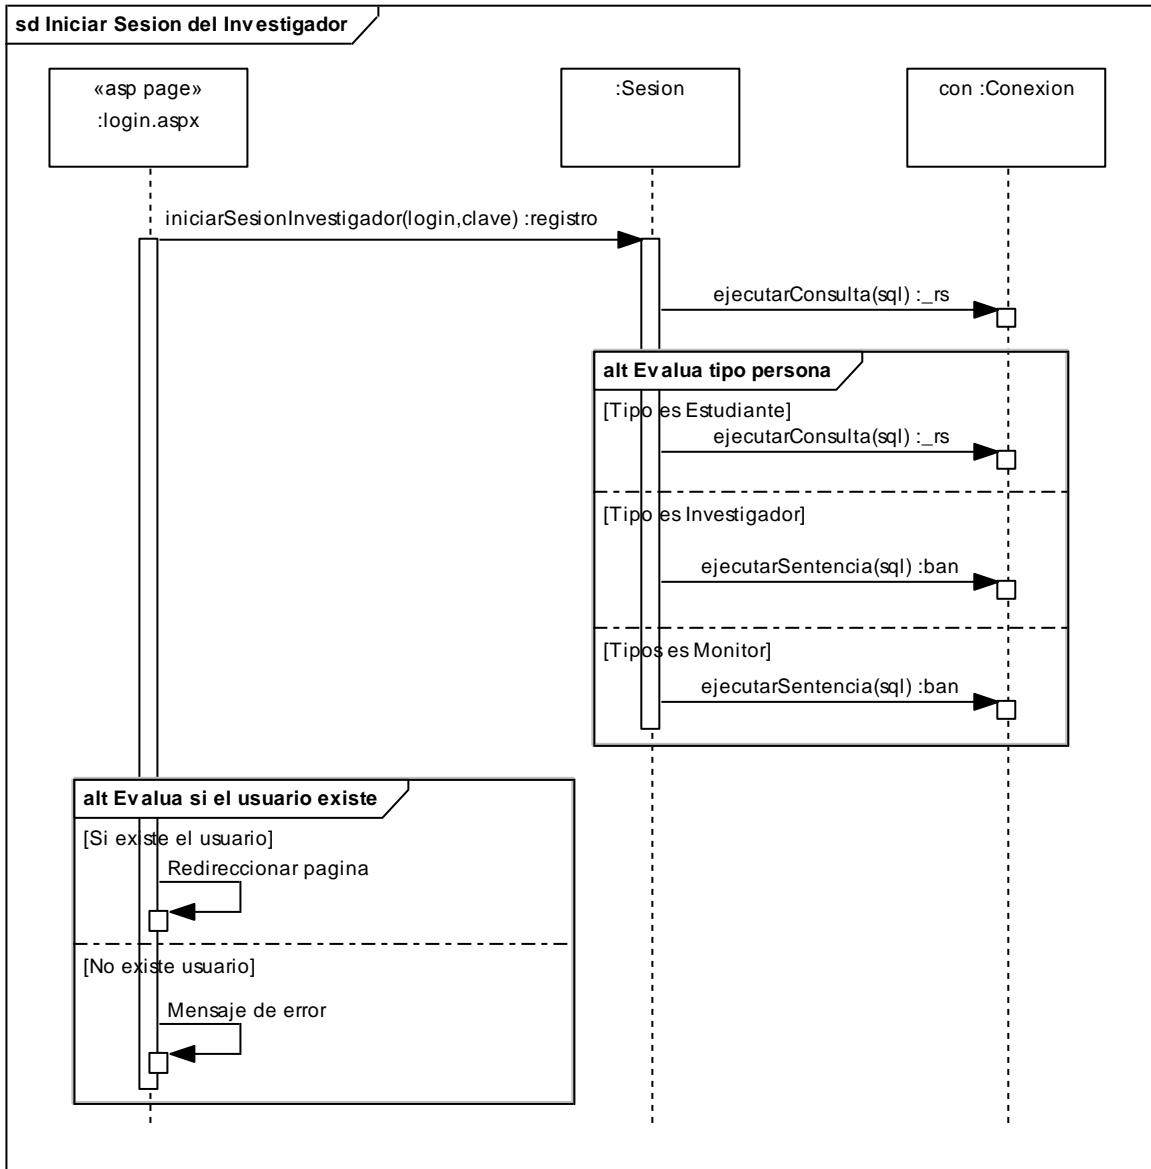 sd Iniciar Sesion del Investigador
«asp page»
:login.aspx
:Sesion
con :Conexion
iniciarSesionInvestigador(login,clave) :registro
ejecutarConsulta(sql) :_rs
alt Evalua tipo persona
[Tipo es Estudiante]
ejecutarConsulta(sql) :_rs
[Tipo es Investigador]
ejecutarSentencia(sql) :ban
[Tipos es Monitor]
ejecutarSentencia(sql) :ban
alt Evalua si el usuario existe
[Si existe el usuario]
Redireccionar pagina
[No existe usuario]
Mensaje de error